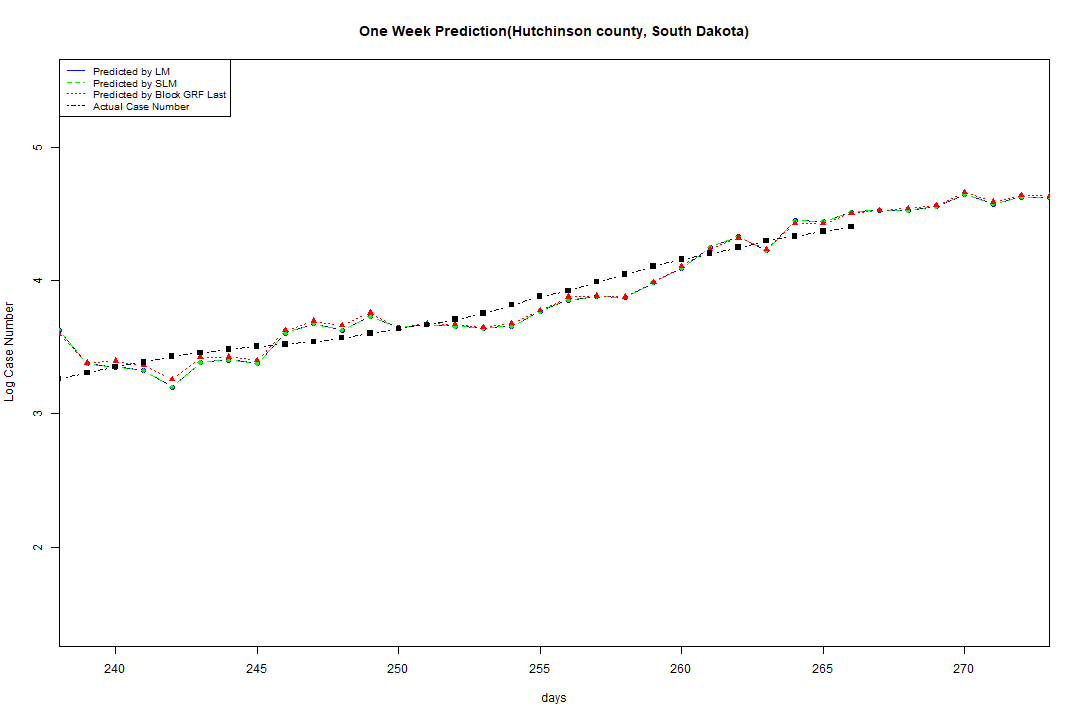 One Week Prediction(Hutchinson county, South Dakota)
Predicted by LM
Predicted by SLM
Predicted by Block GRF Last
Actual Case Number
5
4
3
2
Log Case Number
240 245 250 255 260 265 270
days